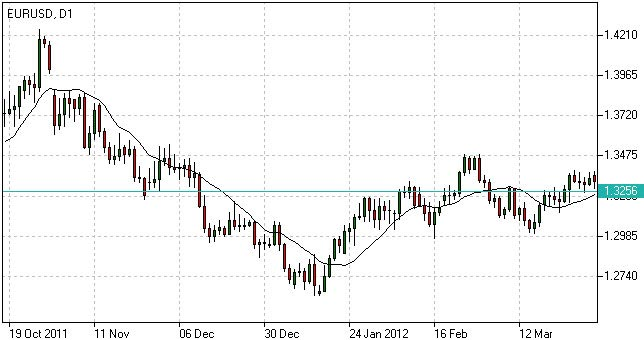 EURUSD, D1
1.4210
1.3965
1.3720
1.3475
1.3256
1.2985
1.2740
19 Oct 2011
11 Nov
06 Dec
30 Dec
24 Jan 2012
16 Feb
12 Mar